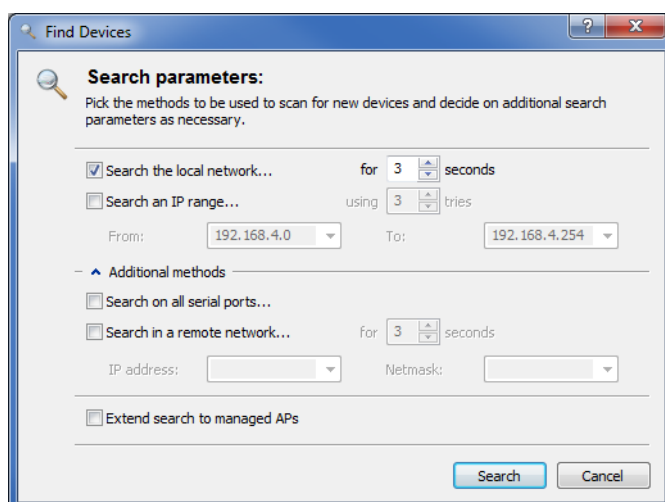 Find Devices
Search parameters:
Pick the methods to be used to scan for new devices and decide on additional search
parameters as necessary.
Search the local network... for 3 seconds
Search an IP range... using 3 tries
From: 192.168.4.0 To: 192.168.4.254
Additional methods
Search on all serial ports...
Search in a remote network... for 3 seconds
IP address: Netmask:
Extend search to managed APs
Search Cancel